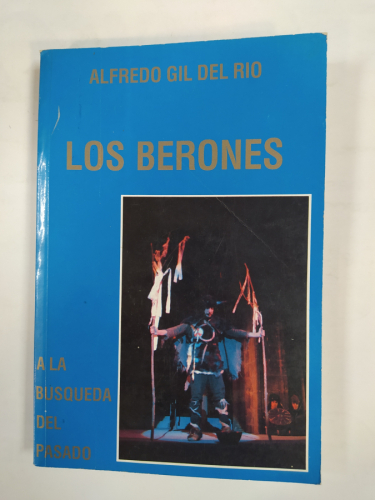 ALFREDO GIL DEL RIO
LOS BERONES
A LA
BUSQUEDA
DEL
PASADO